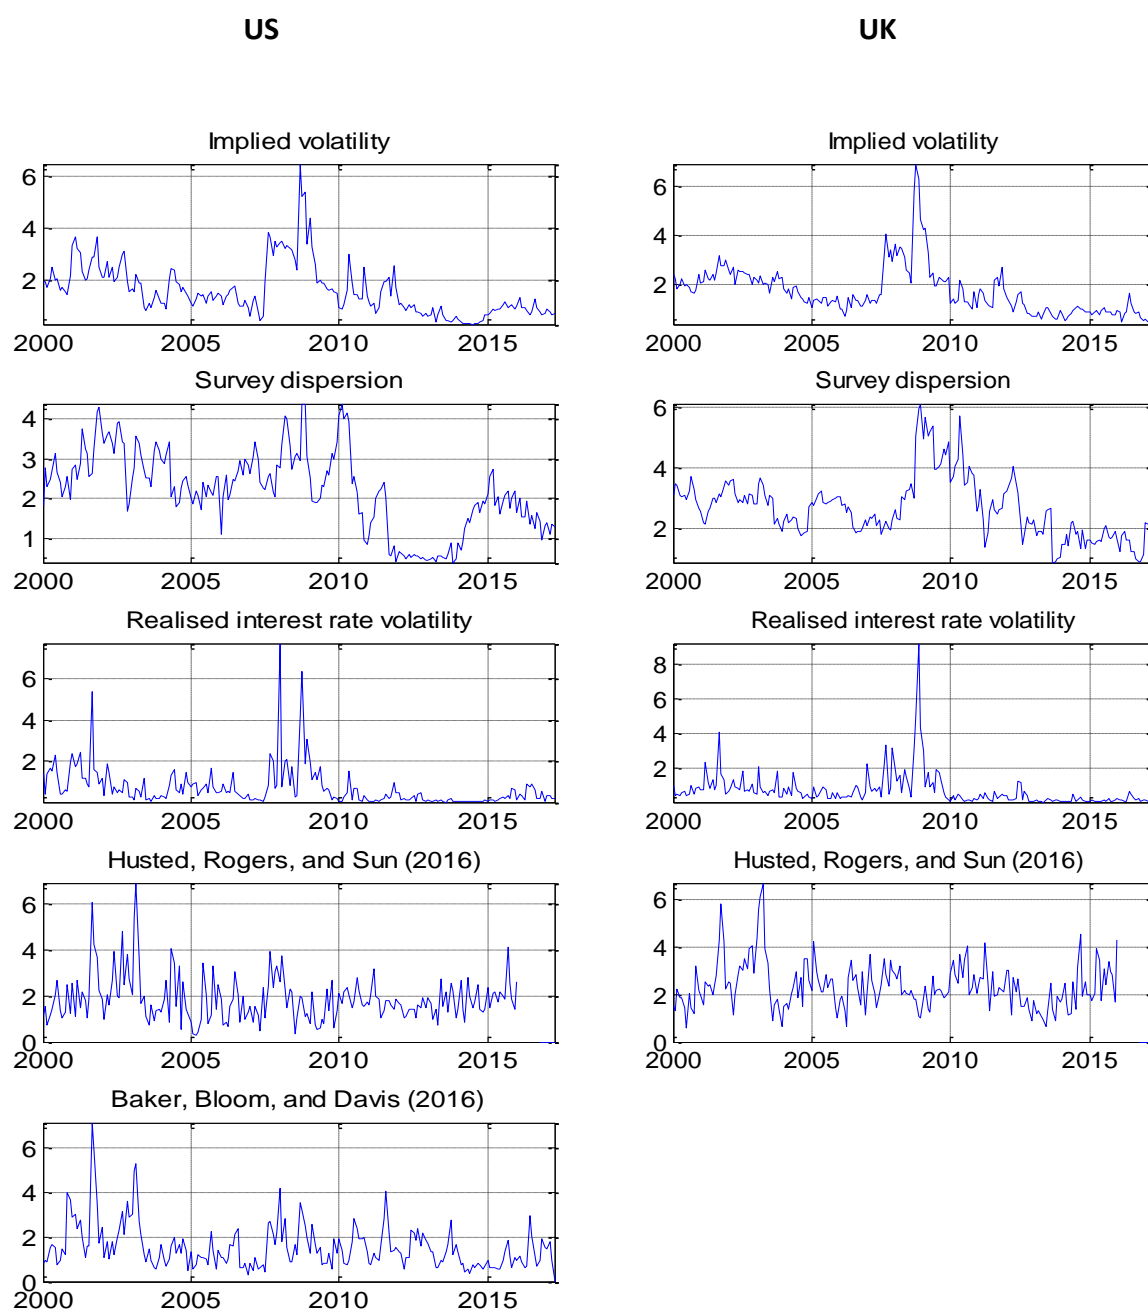 US UK
Implied volatility Implied volatility
6 6
4 4
2 2
2000 2005 2010 2015 2000 2005 2010 2015
Survey dispersion Survey dispersion
4 6
3 4
2 2
1
2000 2005 2010 2015 2000 2005 2010 2015
Realised interest rate volatility Realised interest rate volatility
6 8
4 6
2 4
2
2000 2005 2010 2015 2000 2005 2010 2015
Husted, Rogers, and Sun (2016) Husted, Rogers, and Sun (2016)
6 6
4 4
2 2
0 0
2000 2005 2010 2015 2000 2005 2010 2015
Baker, Bloom, and Davis (2016)
6
4
2
0
2000 2005 2010 2015